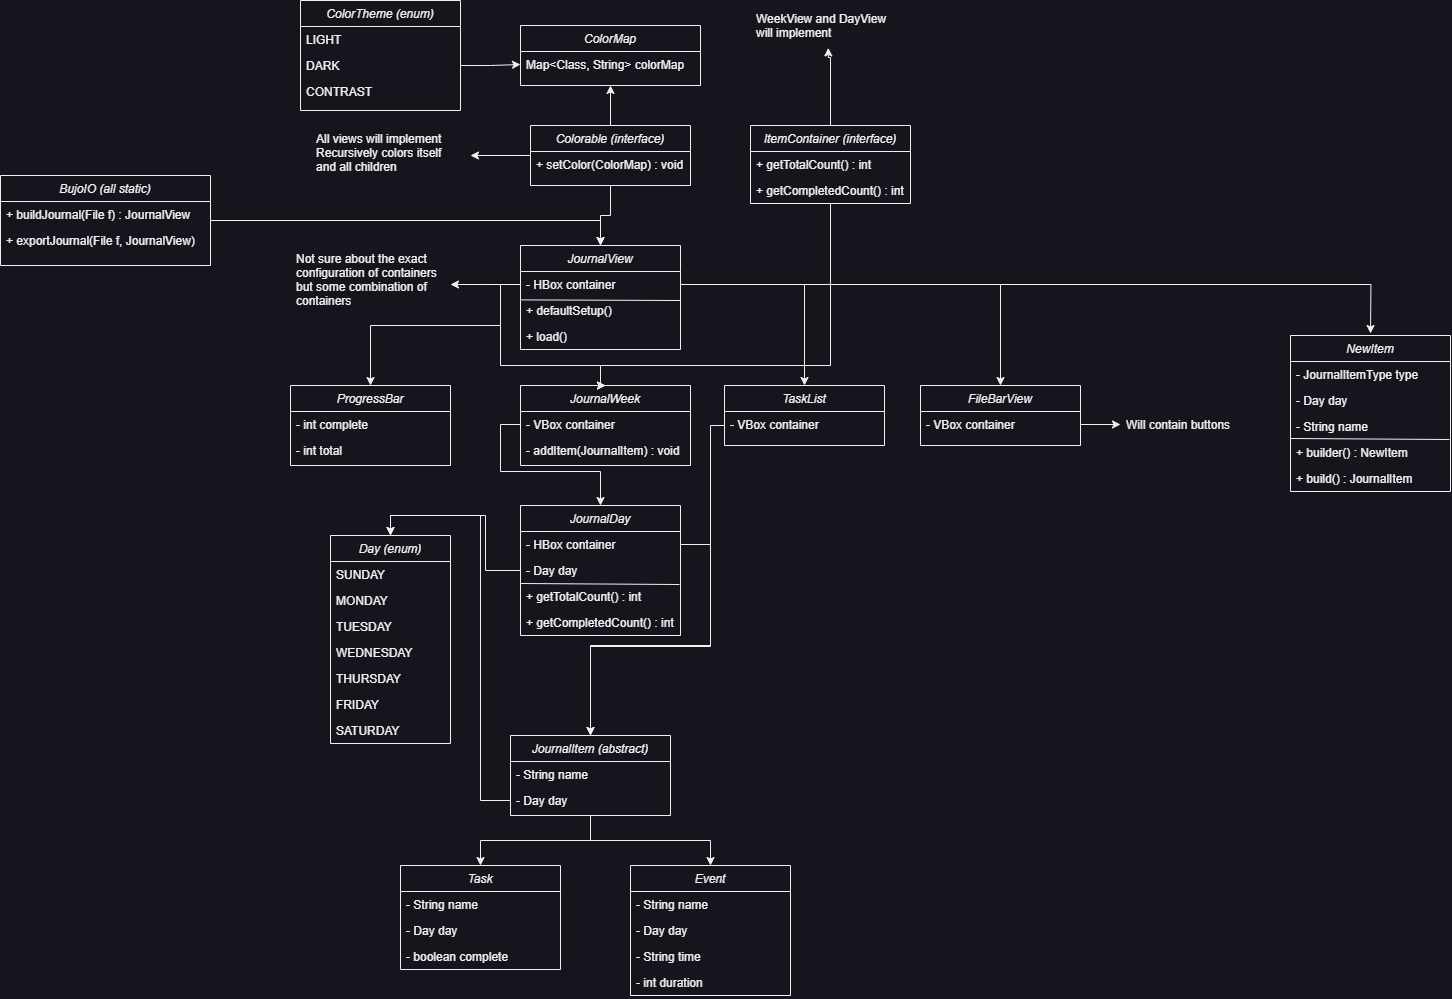 ColorTheme (enum)
LIGHT
DARK
CONTRAST
ColorMap
Map<Class, String> colorMap
WeekView and DayView
will implement
All views will implement
Recursively colors itself
and all children
Colorable (interface)
+ setColor(ColorMap) : void
ItemContainer (interface)
+ getTotalCount() : int
+ getCompletedCount() : int
BujoIO (all static)
+ buildJournal(File f) : JournalView
+ exportJournal(File f, JournalView)
Not sure about the exact
configuration of containers
but some combination of
containers
JournalView
- HBox container
+ defaultSetup()
+ load()
NewItem
- JournalItemType type
- Day day
- String name
+ builder() : NewItem
+ build() : JournalItem
ProgressBar
- int complete
- int total
JournalWeek
- VBox container
- addItem(JournalItem) : void
TaskList
- VBox container
FileBarView
- VBox container
Will contain buttons
JournalDay
- HBox container
- Day day
+ getTotalCount() : int
+ getCompletedCount() : int
Day (enum)
SUNDAY
MONDAY
TUESDAY
WEDNESDAY
THURSDAY
FRIDAY
SATURDAY
JournalItem (abstract)
- String name
- Day day
Task
- String name
- Day day
- boolean complete
Event
- String name
- Day day
- String time
- int duration